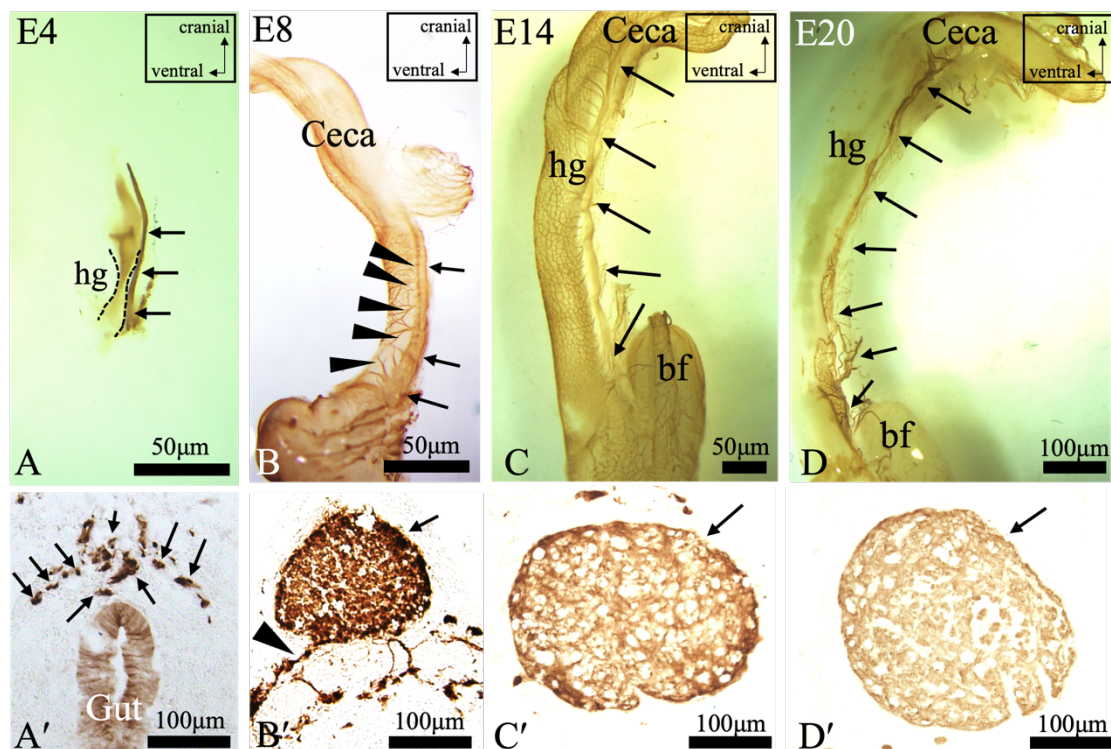 E4
cranial
ventral
hg
50μm
A
E8
cranial
ventral
Ceca
50μm
B
Ceca
E14
cranial
ventral
hg
bf
50μm
C
E20
Ceca
cranial
ventral
hg
bf
100μm
D
Gut
100μm
A′
100μm
B′
100μm
C′
100μm
D′